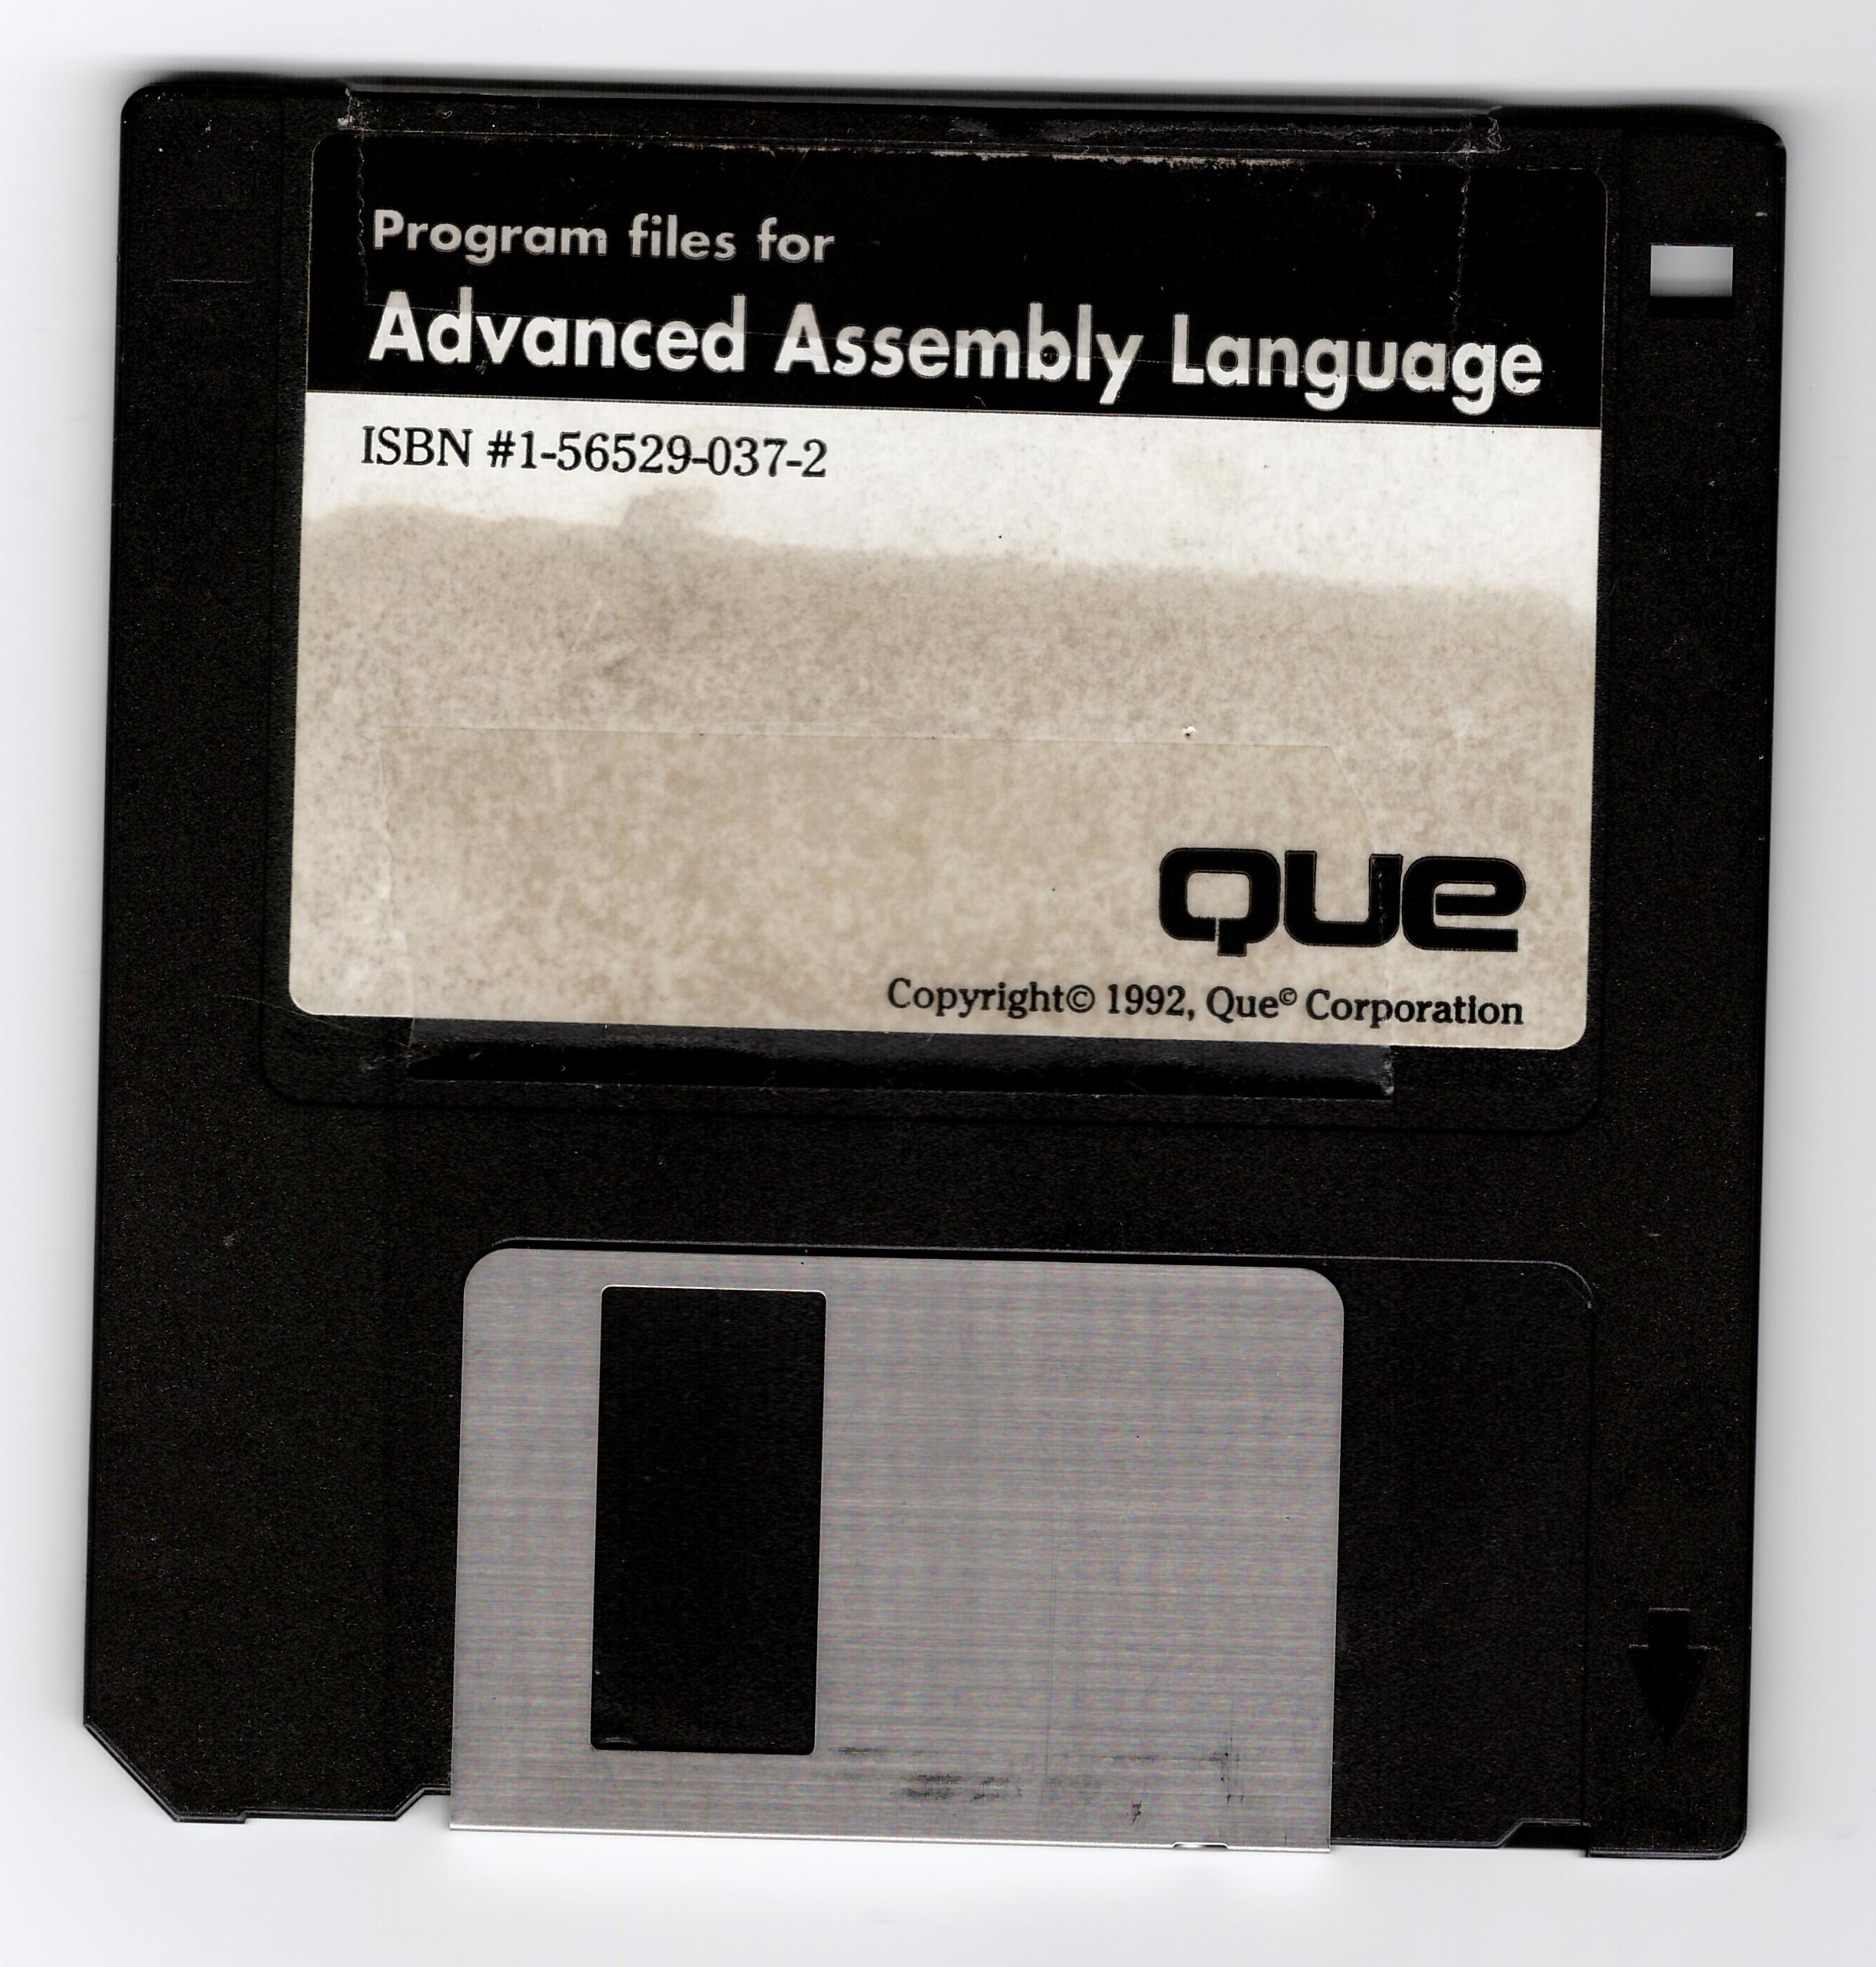 Program files for
Advanced Assembly Language
ISBN #1-56529-037-2
Que
Copyright© 1992, Que© Corporation